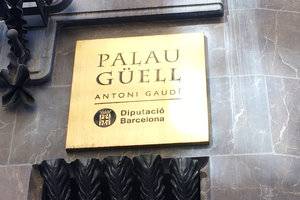 PALAU
GÜELL
ANTONI GAUDÍ
Diputació
Barcelona